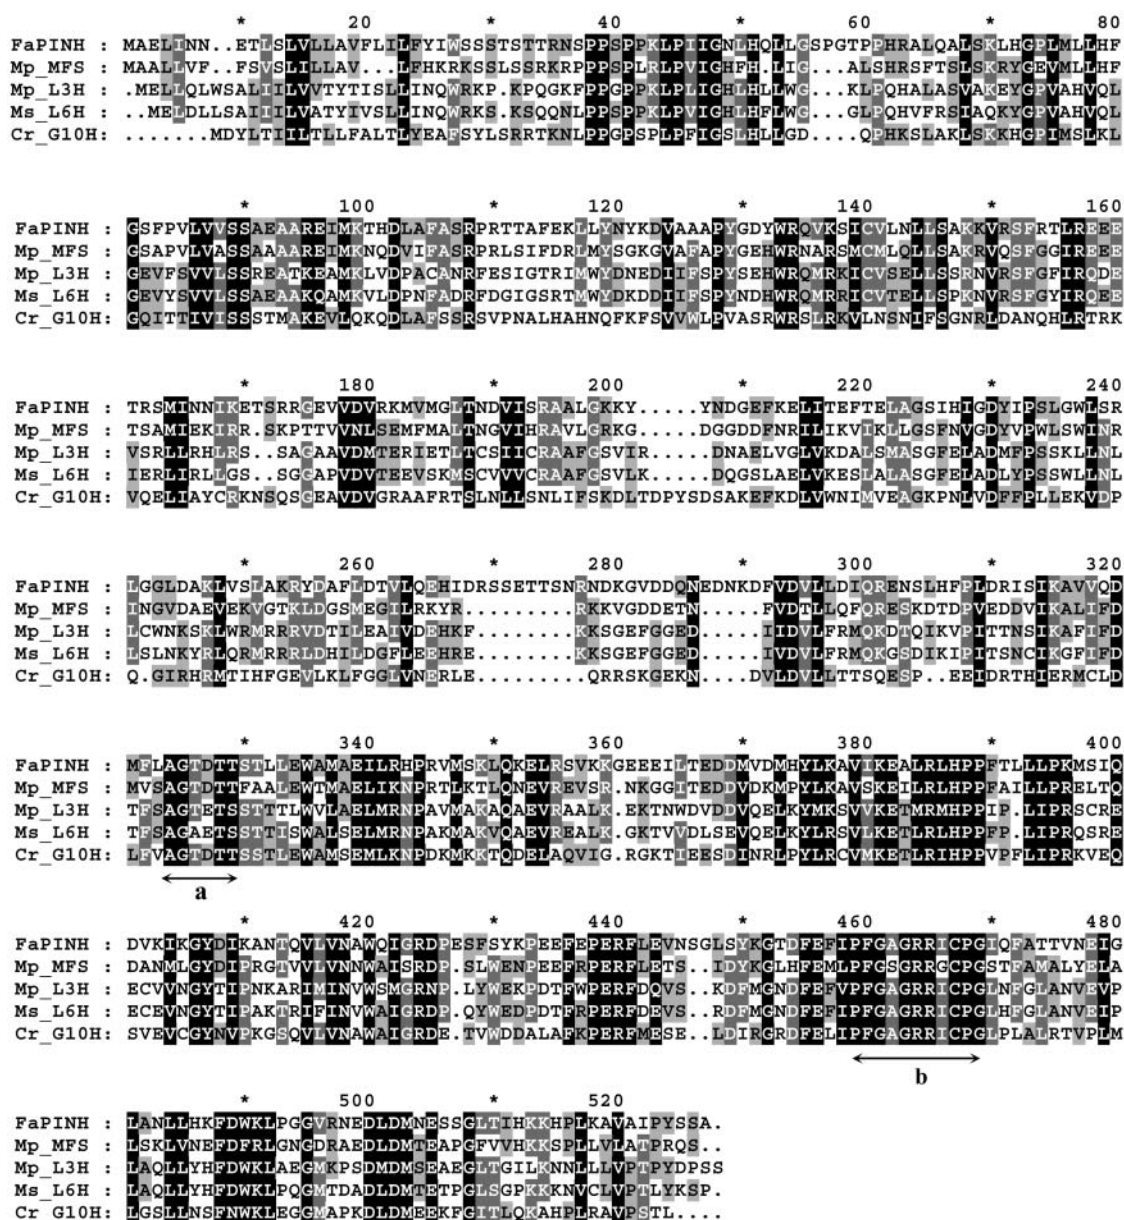 * 20 * 40 * 60 * 80
FaPINH : MAELINN..ETLSLVLLAVFLILFYIWSSSTSTTRNSPPSPPKLPIIGNLHQLLGSPGTPPHRALQALSKLHGPLMLLHF
Mp_MFS : MAALLVF..FSVSLILLAV...LFHKRKSSLSSRKRPPPSPLRLPVIGHFH.LIG...ALSHRSFTSLSKRYGEVMLLHF
Mp_L3H : .MELLQLWSALIILVVTYTISLLINQWRKP.KPQGKFPPGPPKLPLIGHLHLLWG...KLPQHALASVAKEYGPVAHVQL
Ms_L6H : ..MELDLLSAIIILVATYIVSLLINQWRKS.KSQQNLPPSPPKLPVIGHLHFLWG...GLPQHVFRSIAQKYGPVAHVQL
Cr_G10H: .......MDYLTIILTLLFALTLYEAFSYLSRRTKNLPPGPSPLPFIGSLHLLGD....QPHKSLAKLSKKHGPIMSLKL
* 100 * 120 * 140 * 160
FaPINH : GSFPVLVVSSAEAAREIMKTHDLAFASRPRTTAFEKLLYNYKDVAAAPYGDYWRQVKSICVLNLLSAKKVRSFRTLREEE
Mp_MFS : GSAPVLVASSAAAAREIMKNQDVIFASRPRLSIFDRLMYSGKGVAFAPYGEHWRNARSMCMLQLLSAKRVQSFGGIREEE
Mp_L3H : GEVFSVVLSSREATKEAMKLVDPACANRFESIGTRIMWYDNEDIIFSPYSEHWRQMRKICVSELLSSRNVRSFGFIRQDE
Ms_L6H : GEVYSVVLSSAEAAKQAMKVLDPNFADRFDGIGSRTMWYDKDDIIFSPYNDHWRQMRRICVTELLSPKNVRSFGYIRQEE
Cr_G10H: GQITTIVISSSTMAKEVLQKQDLAFSSRSVPNALHAHNQFKFSVVWLPVASRWRSLRKVLNSNIFSGNRLDANQHLRTRK
* 180 * 200 * 220 * 240
FaPINH : TRSMINNIKETSRRGEVVDVRKMVMGLTNDVISRAALGKKY.....YNDGEFKELITEFTELAGSIHIGDYIPSLGWLSR
Mp_MFS : TSAMIEKIRR.SKPTTVVNLSEMFMALTNGVIHRAVLGRKG.....DGGDDFNRILIKVIKLLGSFNVGDYVPWLSWINR
Mp_L3H : VSRLLRHLRS..SAGAAVDMTERIETLTCSIICRAAFGSVIR.....DNAELVGLVKDALSMASGFELADMFPSSKLLNL
Ms_L6H : IERLIRLLGS...SGGAPVDVTEEVSKMSCVVVCRAAFGSVLK.....DQGSLAELVKESLALASGFELADLYPSSWLLNL
Cr_G10H: VQELIAYCRKNSQSGEAVDVGRAAFRTSLNLLSNLIFSKDLTDPYSDSAKEFKDLVWNIMVEAGKPNLVDFFPLLEKVDP
* 260 * 280 * 300 * 320
FaPINH : LGGLDAKLVSLAKRYDAFLDTVLQEHIDRSSETTSNRNDKGVDDQNEDNKDFVDVLLDIQRENSLHFPLDRISIKAVVQD
Mp_MFS : INGVDAEVEKVGTKLDGSMEGILRKYR.........RKKVGDDETN.....FVDTLLQFQRESKDTDPVEDDVIKALIFD
Mp_L3H : LCWNKSKLWRMRRRVDTILEAIVDEHKF........KKSGEFGGED.....IIDVLFRMQKDTQIKVPITTNSIKAFIFD
Ms_L6H : LSLNKYRLQRMRRRLDHILDGFLEEHRE........KKSGEFGGED.....IVDVLFRMQKGSDIKIPITSNCIKGFIFD
Cr_G10H: Q.GIRHRMTIHFGEVLKLFGGLVNERLE........QRRSKGEKN.....DVLDVLLTTSQESP..EEIDRTHIERMCLD
* 340 * 360 * 380 * 400
FaPINH : MFLAGTDTTSTLLEWAMAEILRHPRVMSKLQKELRSVKKGEEEILTEDDMVDMHYLKAVIKEALRLHPPFTLLLPKMSIQ
Mp_MFS : MVSAGTDTTFAALEWTMAELIKNPRTLKTLQNEVREVSR.NKGGITEDDVDKMPYLKAVSKEILRLHPPFAILLPRELTQ
Mp_L3H : TFSAGTETSSTTTLWVLAELMRNPAVMAKAQAEVRAALK.EKTNWDVDDVQELKYMKSVVKETMRMHPPIP.LIPRSCRE
Ms_L6H : TFSAGAETSSTTISWALSELMRNPAKMAKVQAEVREALK.GKTVVDLSEVQELKYLRSVLKETLRLHPPFP.LIPRQSRE
Cr_G10H: LFVAGTDTTSSTLEWAMSEMLKNPDKMKKTQDELAQVIG.RGKTIEESDINRLPYLRCVMKETLRIHPPVPFLIPRKVEQ
a
* 420 * 440 * 460 * 480
FaPINH : DVKIKGYDIKANTQVLVNAWQIGRDPESFSYKPEEFEPERFLEVNSGLSYKGTDFEFIPFGAGRRICPGIQFATTVNEIG
Mp_MFS : DANMLGYDIPRGTVVLVNNWAISRDP.SLWENPEEFRPERFLETS..IDYKGLHFEMLPFGSGRRGCPGSTFAMALYELA
Mp_L3H : ECVVNGYTIPNKARIMINVWSMGRNP.LYWEKPDTFWPERFDQVS..KDFMGNDFEFVPFGAGRRICPGLNFGLANVEVP
Ms_L6H : ECEVNGYTIPAKTRIFINVWAIGRDP.QYWEDPDTFRPERFDEVS..RDFMGNDFEFIPFGAGRRICPGLHFGLANVEIP
Cr_G10H: SVEVCGYNVPKGSQVLVNAWAIGRDE.TVWDDALAFKPERFMESE..LDIRGRDFELIPFGAGRRICPGLPLALRTVPLM
b
* 500 * 520
FaPINH : LANLLHKFDWKLPGGVRNEDLDMNESSGLTIHKKHPLKAVAIPYSSA.
Mp_MFS : LSKLVNEFDFRLGNGDRAEDLDMTEAPGFVVHKKSPLLVLATPRQS..
Mp_L3H : LAQLLYHFDWKLAEGMKPSDMDMSEAEGLTGILKNNLLLVPTPYDPSS
Ms_L6H : LAQLLYHFDWKLPQGMTDADLDMTETPGLSGPKKKNVCLVPTLYKSP.
Cr_G10H: LGSLLNSFNWKLEGGMAPKDLDMEEKFGITLQKAHPLRAVPSTL....